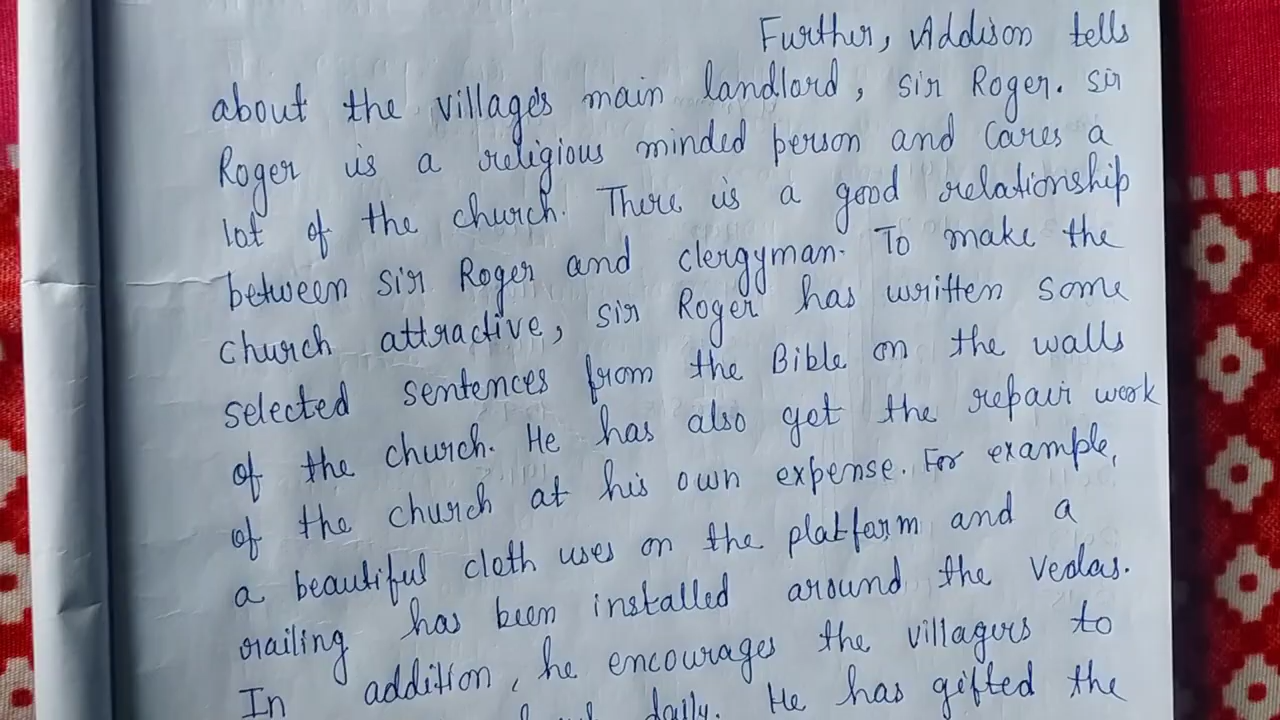 Further, Addison tells
about the village's main landlord, sir Roger. sir
Roger is a religious minded person and cares a
lot of the church. There is a good relationship
between sir Roger and clergyman. To make the
church attractive, sir Roger has written some
selected sentences from the Bible on the walls
of the church. He has also get the repair work
of the church at his own expense. For example,
a beautiful cloth uses on the platform and a
railing has been installed around the Vedas.
In addition, he encourages the villagers to
daily. He has gifted the